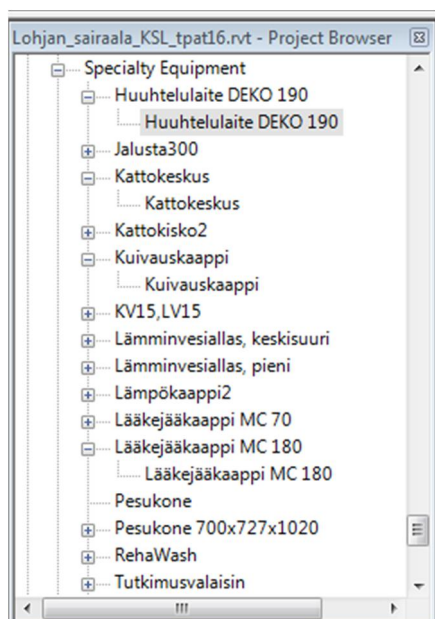 Lohjan_sairaala_KSL_tpat16.rvt - Project Browser
Specialty Equipment
Huuhtelulaite DEKO 190
Huuhtelulaite DEKO 190
Jalusta300
Kattokeskus
Kattokeskus
Kattokisko2
Kuivauskaappi
Kuivauskaappi
KV15,LV15
Lämminvesiallas, keskisuuri
Lämminvesiallas, pieni
Lämpökaappi2
Lääkejääkaappi MC 70
Lääkejääkaappi MC 180
Lääkejääkaappi MC 180
Pesukone
Pesukone 700x727x1020
RehaWash
Tutkimusvalaisin